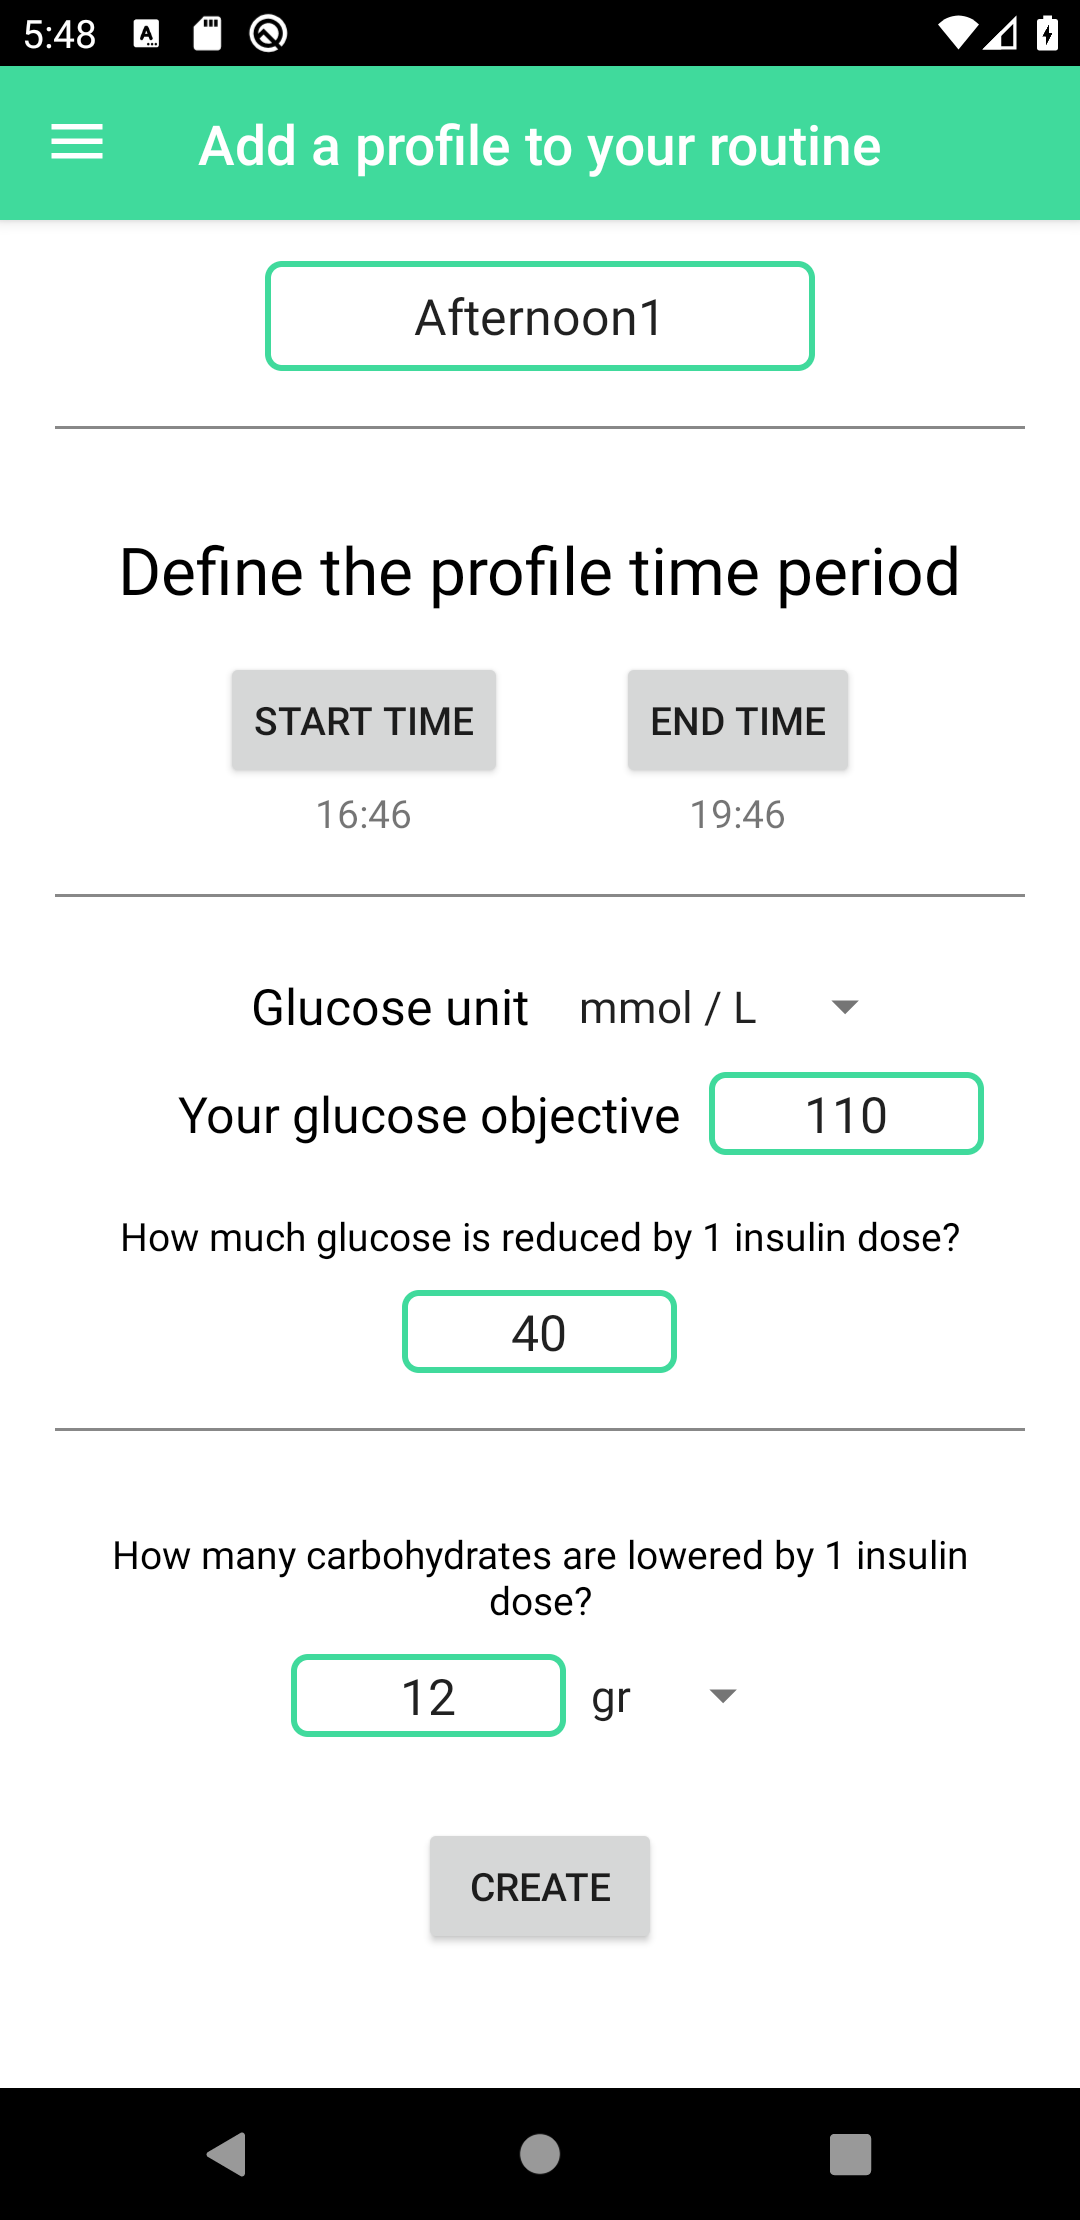 5:48
Add a profile to your routine
Afternoon1
Define the profile time period
START TIME END TIME
16:46 19:46
Glucose unit mmol / L
Your glucose objective 110
How much glucose is reduced by 1 insulin dose?
40
How many carbohydrates are lowered by 1 insulin
dose?
12 gr
CREATE